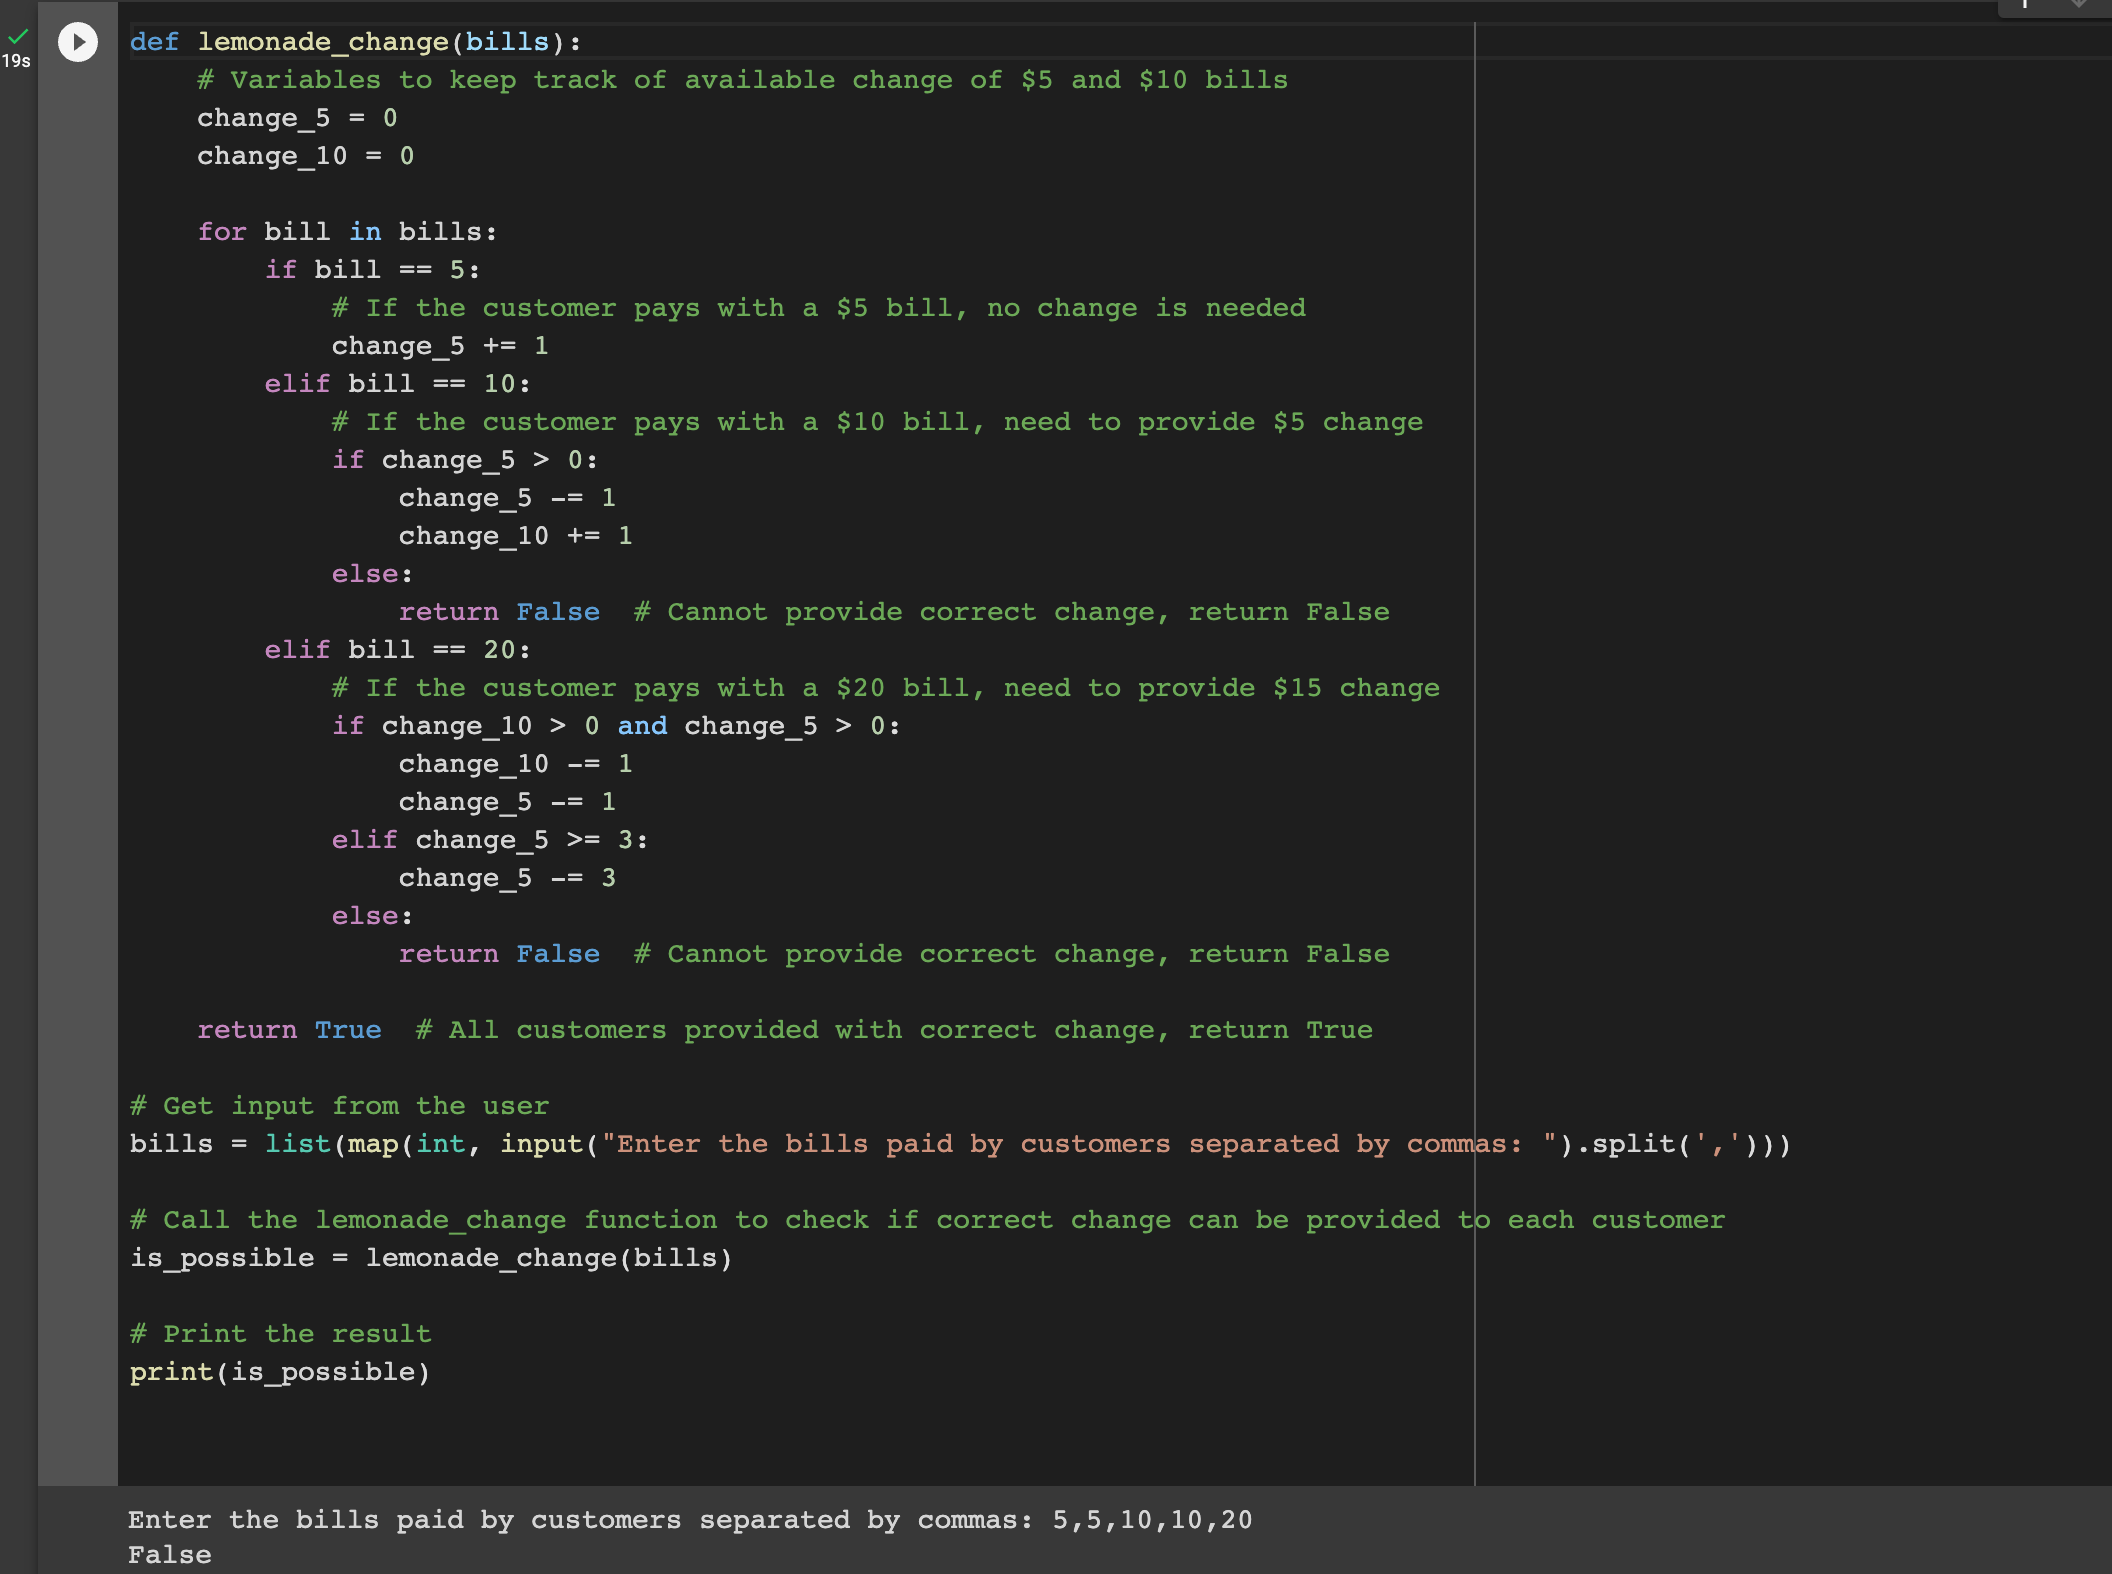 19s
def lemonade_change(bills):
    # Variables to keep track of available change of $5 and $10 bills
    change_5 = 0
    change_10 = 0

    for bill in bills:
        if bill == 5:
            # If the customer pays with a $5 bill, no change is needed
            change_5 += 1
        elif bill == 10:
            # If the customer pays with a $10 bill, need to provide $5 change
            if change_5 > 0:
                change_5 -= 1
                change_10 += 1
            else:
                return False  # Cannot provide correct change, return False
        elif bill == 20:
            # If the customer pays with a $20 bill, need to provide $15 change
            if change_10 > 0 and change_5 > 0:
                change_10 -= 1
                change_5 -= 1
            elif change_5 >= 3:
                change_5 -= 3
            else:
                return False  # Cannot provide correct change, return False

    return True  # All customers provided with correct change, return True

# Get input from the user
bills = list(map(int, input("Enter the bills paid by customers separated by commas: ").split(',')))

# Call the lemonade_change function to check if correct change can be provided to each customer
is_possible = lemonade_change(bills)

# Print the result
print(is_possible)

Enter the bills paid by customers separated by commas: 5,5,10,10,20
False